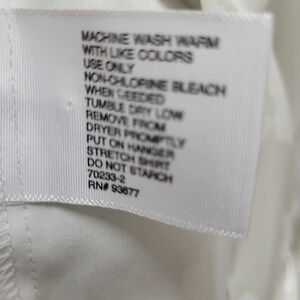 MACHINE WASH WARM
WITH LIKE COLORS
USE ONLY
NON-CHLORINE BLEACH
WHEN NEEDED
TUMBLE DRY LOW
REMOVE FROM
DRYER PROMPTLY
PUT ON HANGER
STRETCH SHIRT
DO NOT STARCH
70233-2
RN# 93677